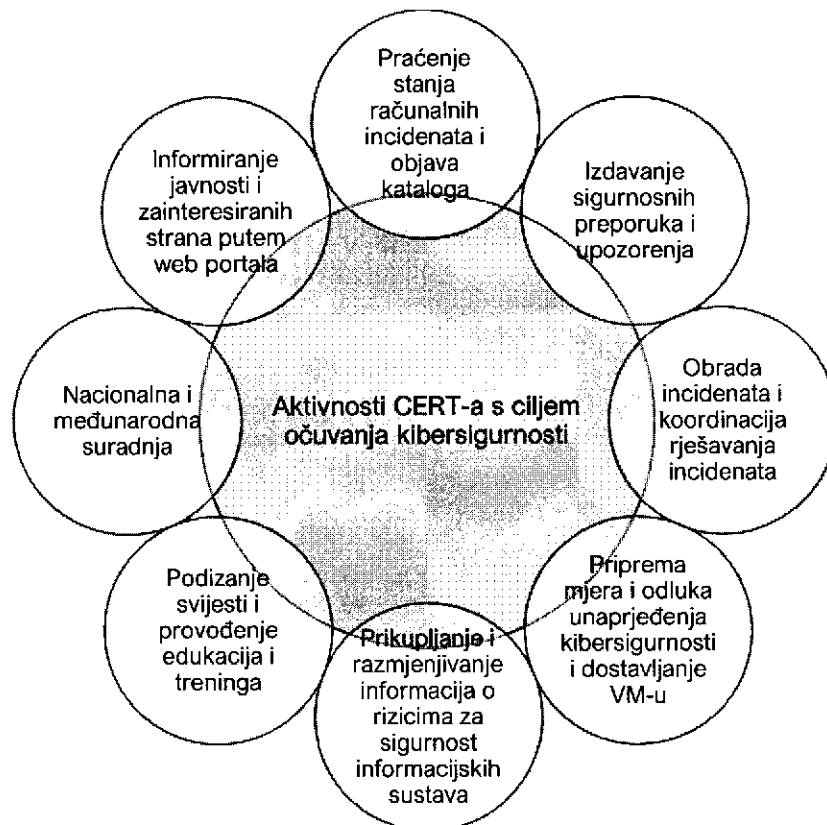 Praćenje
stanja
računalnih
incidenata i
objava
kataloga
Izdavanje
sigurnosnih
preporuka i
upozorenja
Obrada
incidenata i
koordinacija
rješavanja
incidenata
Priprema
mjera i odluka
unaprjeđenja
kibersigurnosti
i dostavljanje
VM-u
Prikupljanje i
razmjenjivanje
informacija o
rizicima za
sigurnost
informacijskih
sustava
Podizanje
svijesti i
provođenje
edukacija i
treninga
Nacionalna i
međunarodna
suradnja
Informiranje
javnosti i
zainteresiranih
strana putem
web portala
Aktivnosti CERT-a s ciljem
očuvanja kibersigurnosti